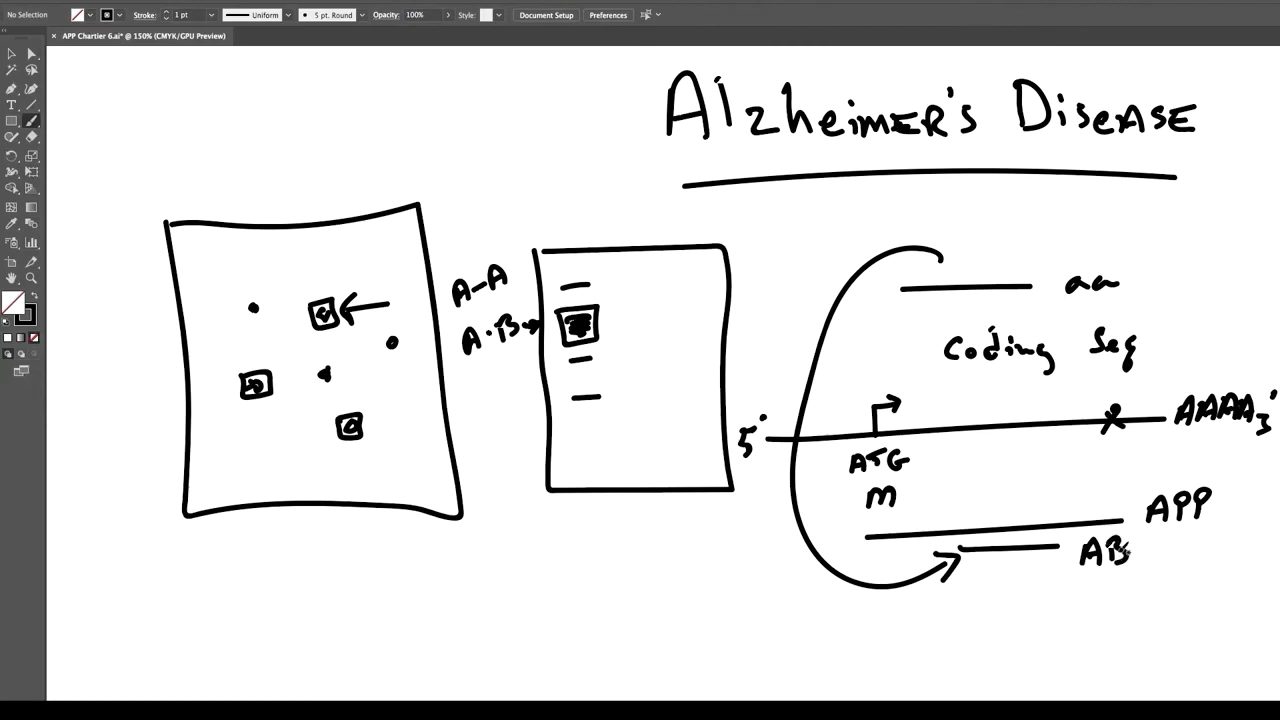 No Selection Stroke: 1 pt Uniform 5 pt. Round Opacity: 100% Style: Document Setup Preferences
× APP Chartier 6.ai* @ 150% (CMYK/GPU Preview)
Alzheimer's Disease
A-A
A·B
aa
Coding Seq
5' AAAA3'
ATG
M
APP
AB